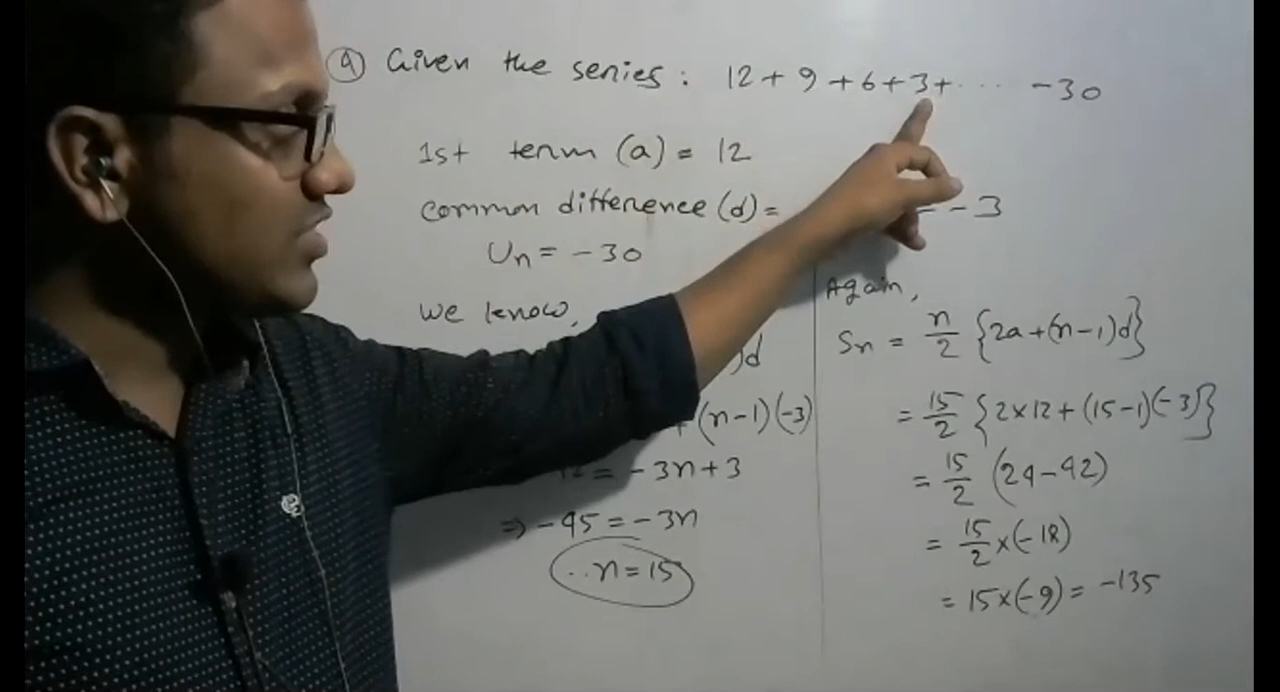 ④ Given the series: 12 + 9 + 6 + 3 + ... -30
1st term (a) = 12
common difference (d) = = -3
Un = -30
we know,
)d
(n-1)(-3)
12 = -3n + 3
⇒ -45 = -3n
∴ n = 15
Again,
Sn = n/2 {2a+(n-1)d}
= 15/2 {2×12+(15-1)(-3)}
= 15/2 (24-42)
= 15/2 ×(-18)
= 15×(-9) = -135